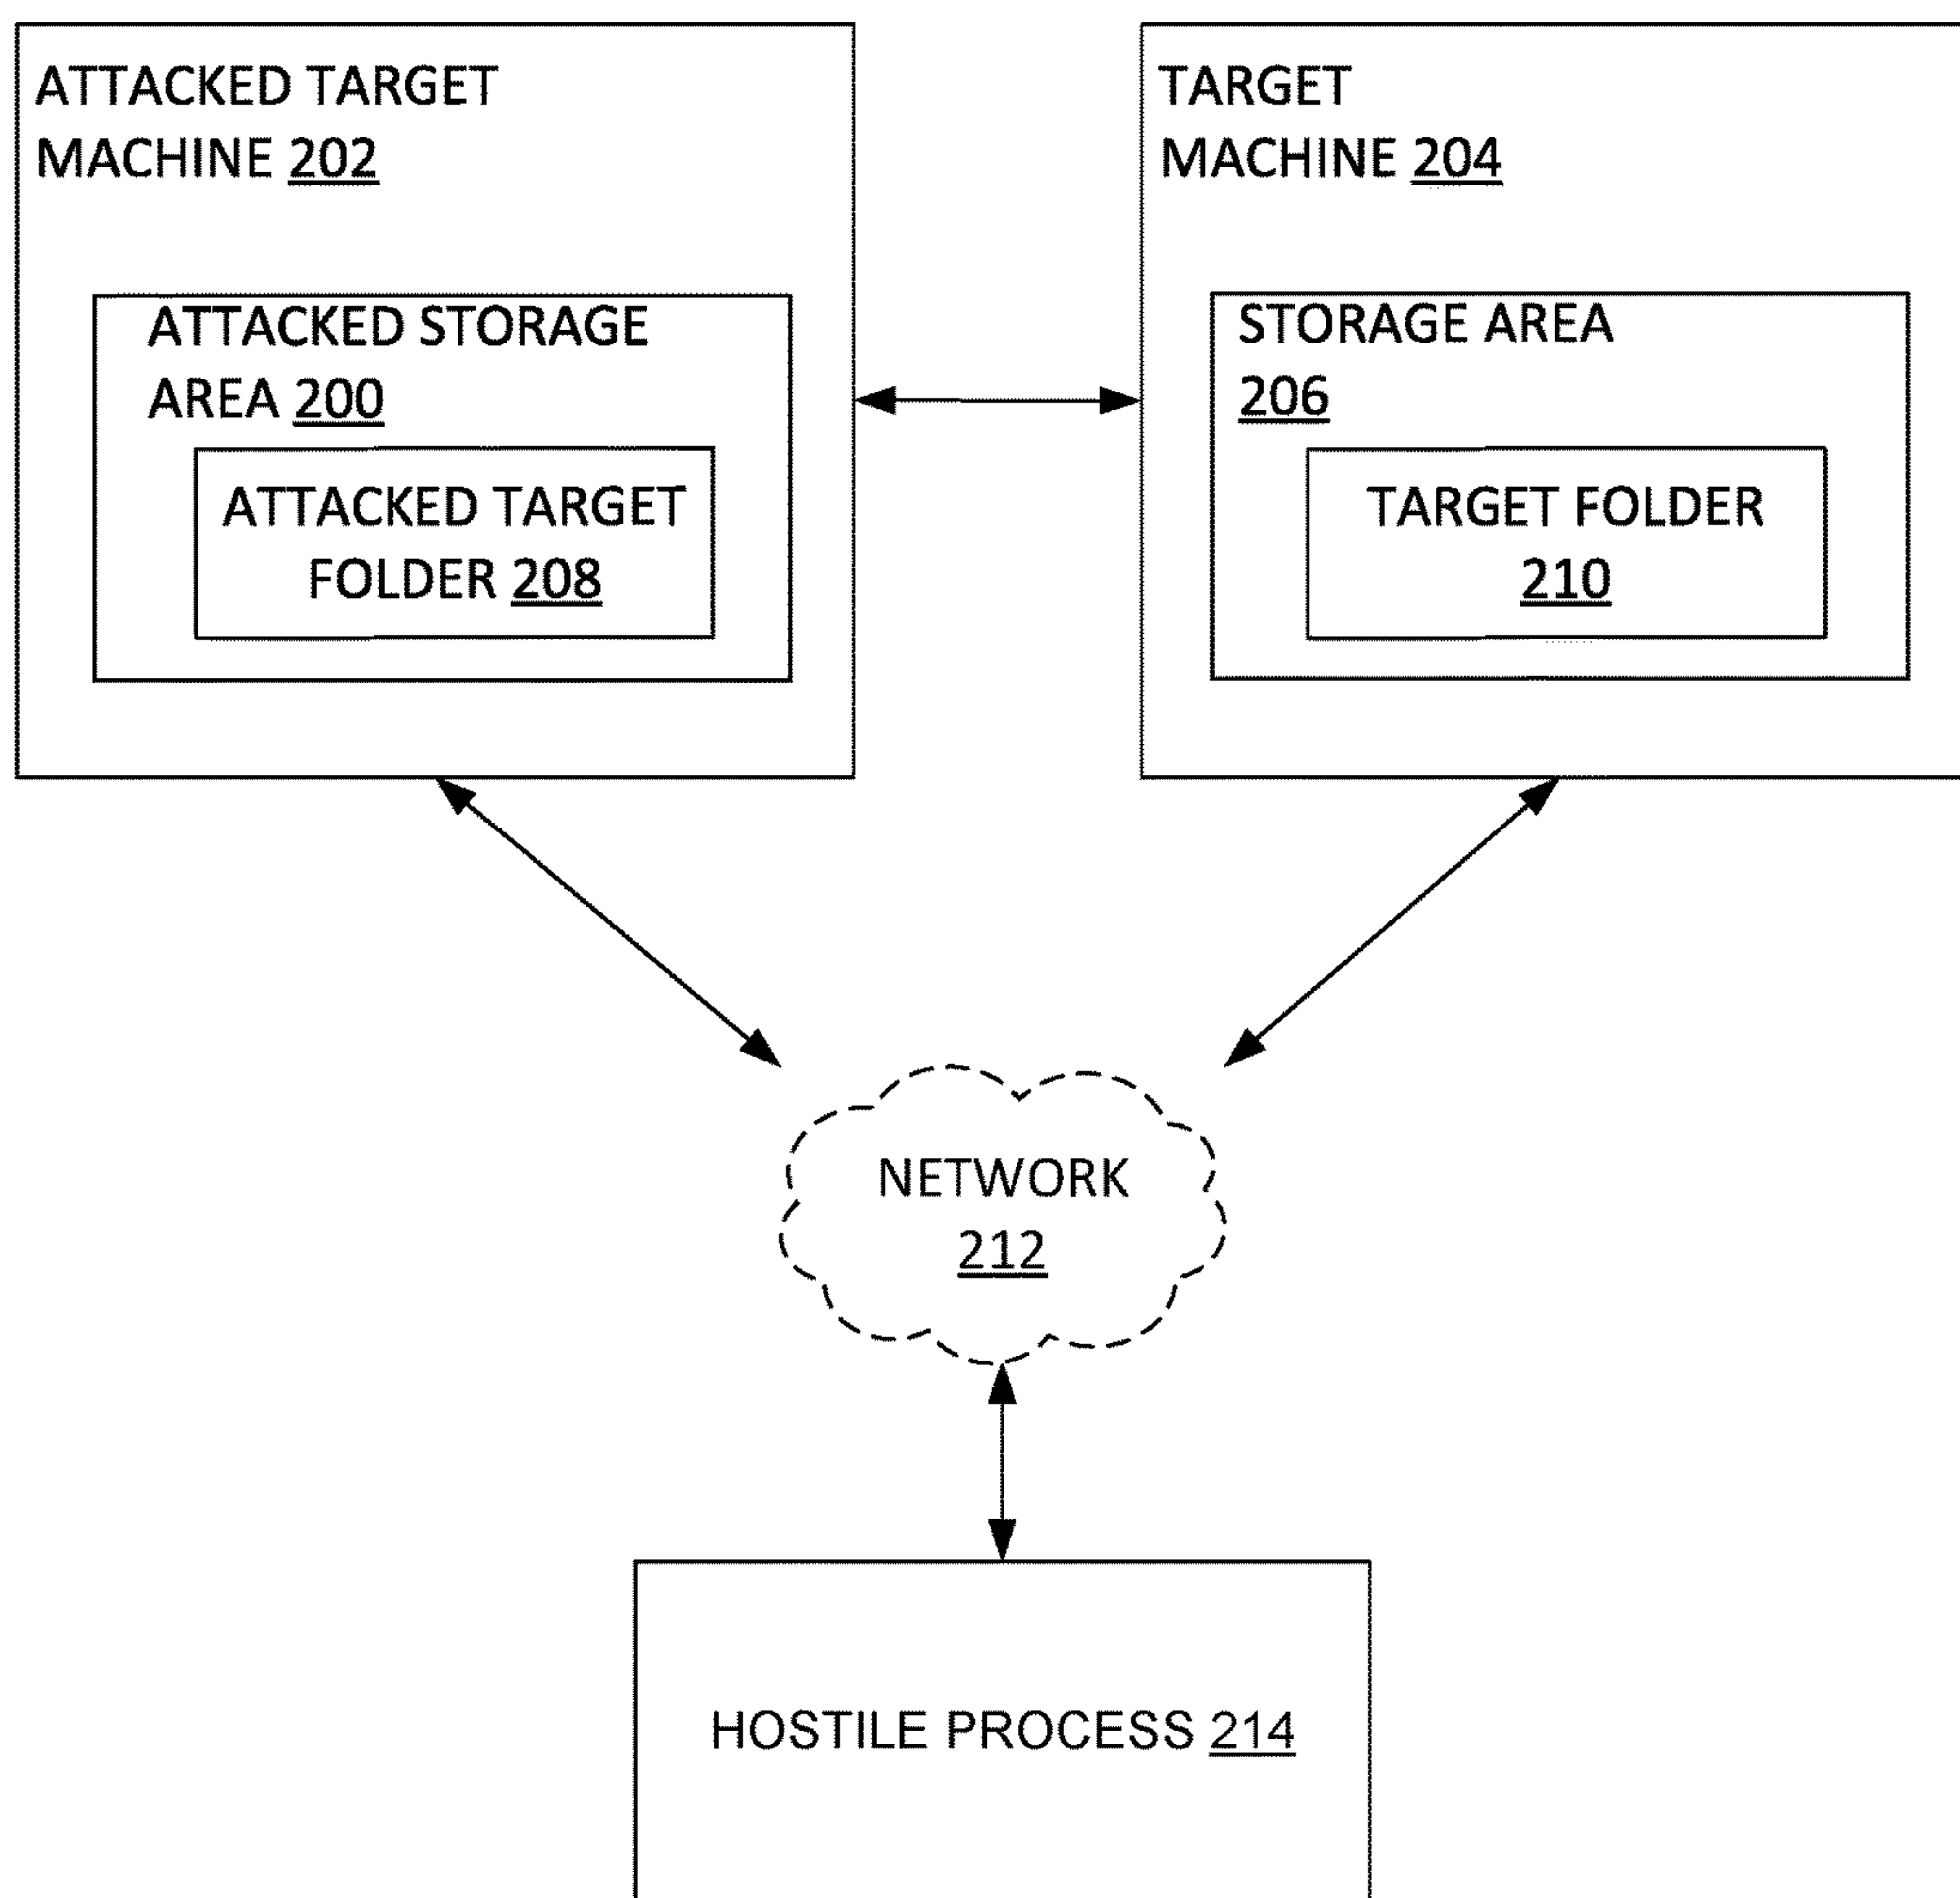 ATTACKED TARGET
MACHINE 202
TARGET
MACHINE 204
ATTACKED STORAGE
AREA 200
STORAGE AREA
206
ATTACKED TARGET
FOLDER 208
TARGET FOLDER
210
NETWORK
212
HOSTILE PROCESS 214